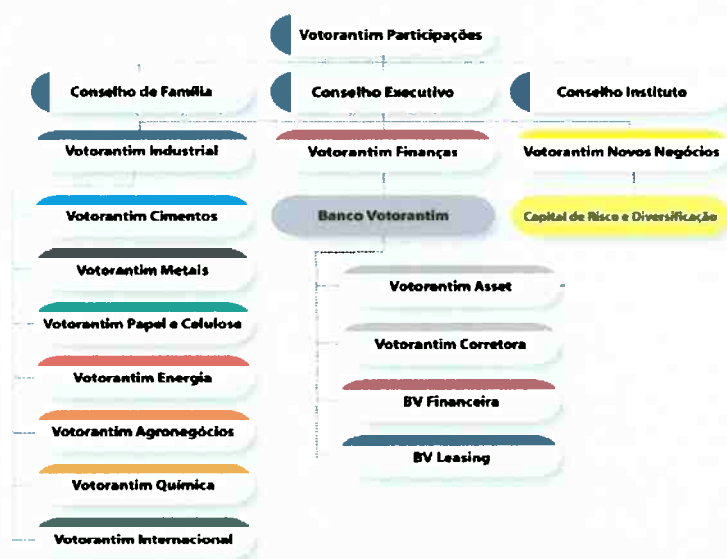 Votorantim Participações
Conselho de Família
Conselho Executivo
Conselho Instituto
Votorantim Industrial
Votorantim Finanças
Votorantim Novos Negócios
Votorantim Cimentos
Banco Votorantim
Capital de Risco e Diversificação
Votorantim Metais
Votorantim Asset
Votorantim Papel e Celulose
Votorantim Corretora
Votorantim Energía
BV Financeira
Votorantim Agronegócios
BV Leasing
Votorantim Química
Votorantim Internacional